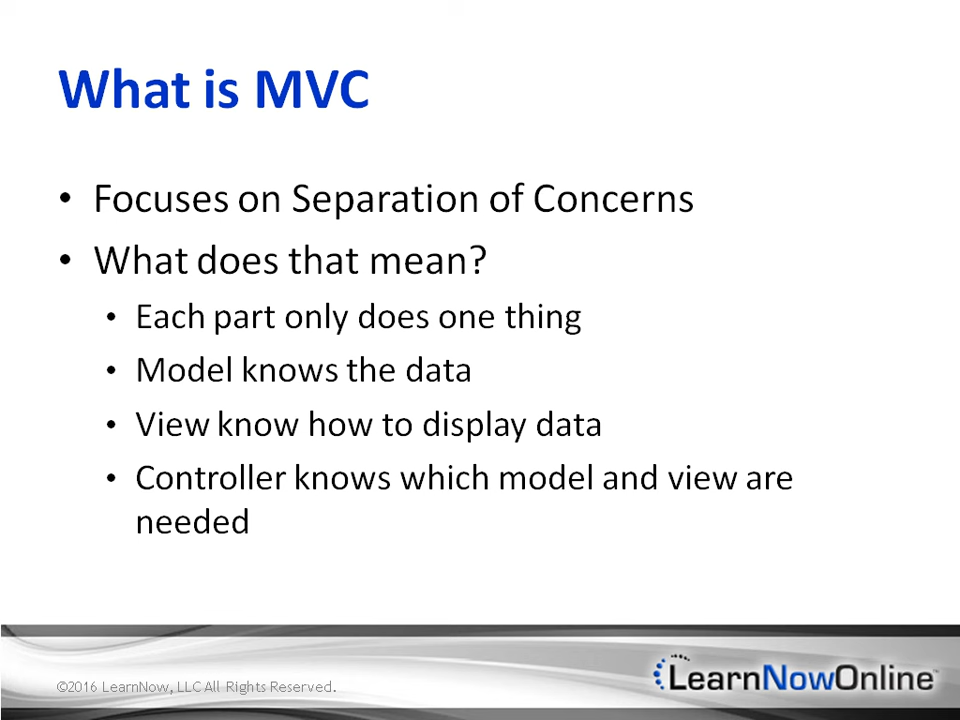 What is MVC
• Focuses on Separation of Concerns
• What does that mean?
• Each part only does one thing
• Model knows the data
• View know how to display data
• Controller knows which model and view are
needed
©2016 LearnNow, LLC All Rights Reserved.
LearnNowOnline™